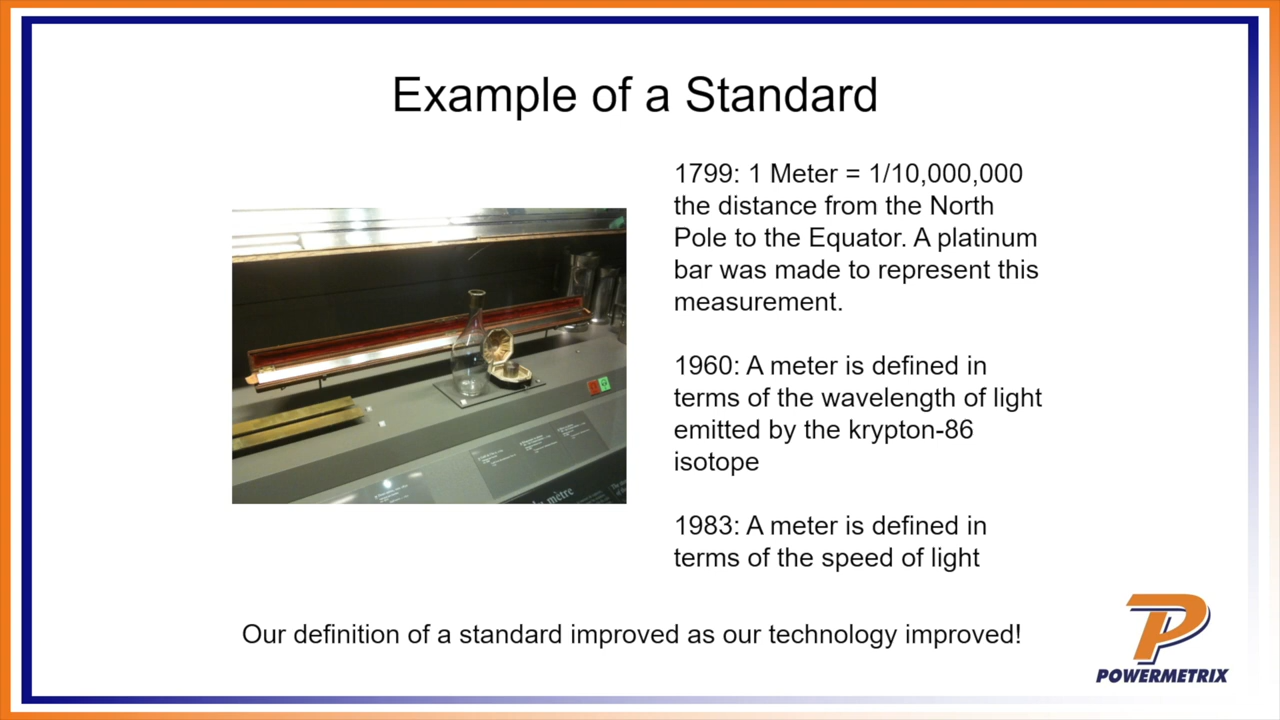 Example of a Standard
1799: 1 Meter = 1/10,000,000
the distance from the North
Pole to the Equator. A platinum
bar was made to represent this
measurement.
1960: A meter is defined in
terms of the wavelength of light
emitted by the krypton-86
isotope
1983: A meter is defined in
terms of the speed of light
mètre
Our definition of a standard improved as our technology improved!
POWERMETRIX